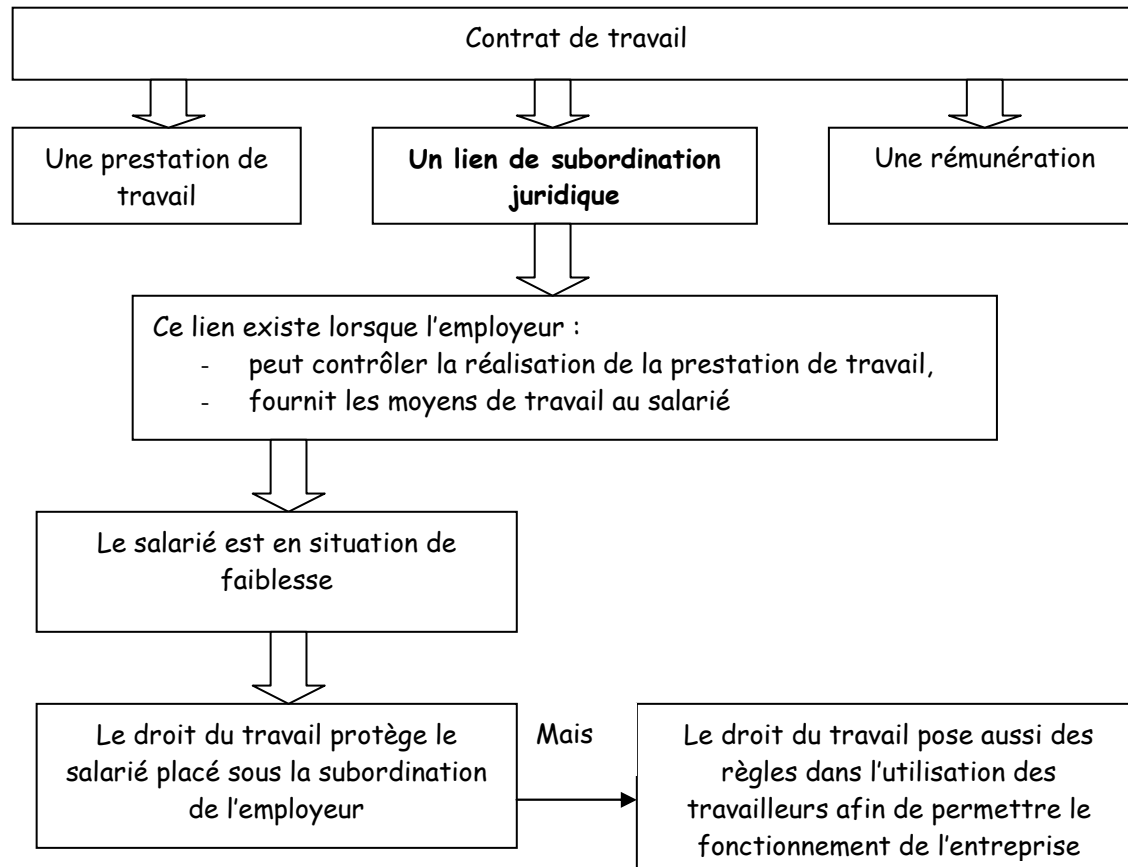 Contrat de travail
Une prestation de
travail
Un lien de subordination
juridique
Une rémunération
Ce lien existe lorsque l'employeur :
- peut contrôler la réalisation de la prestation de travail,
- fournit les moyens de travail au salarié
Le salarié est en situation de
faiblesse
Le droit du travail protège le
salarié placé sous la subordination
de l'employeur
Mais
Le droit du travail pose aussi des
règles dans l'utilisation des
travailleurs afin de permettre le
fonctionnement de l'entreprise